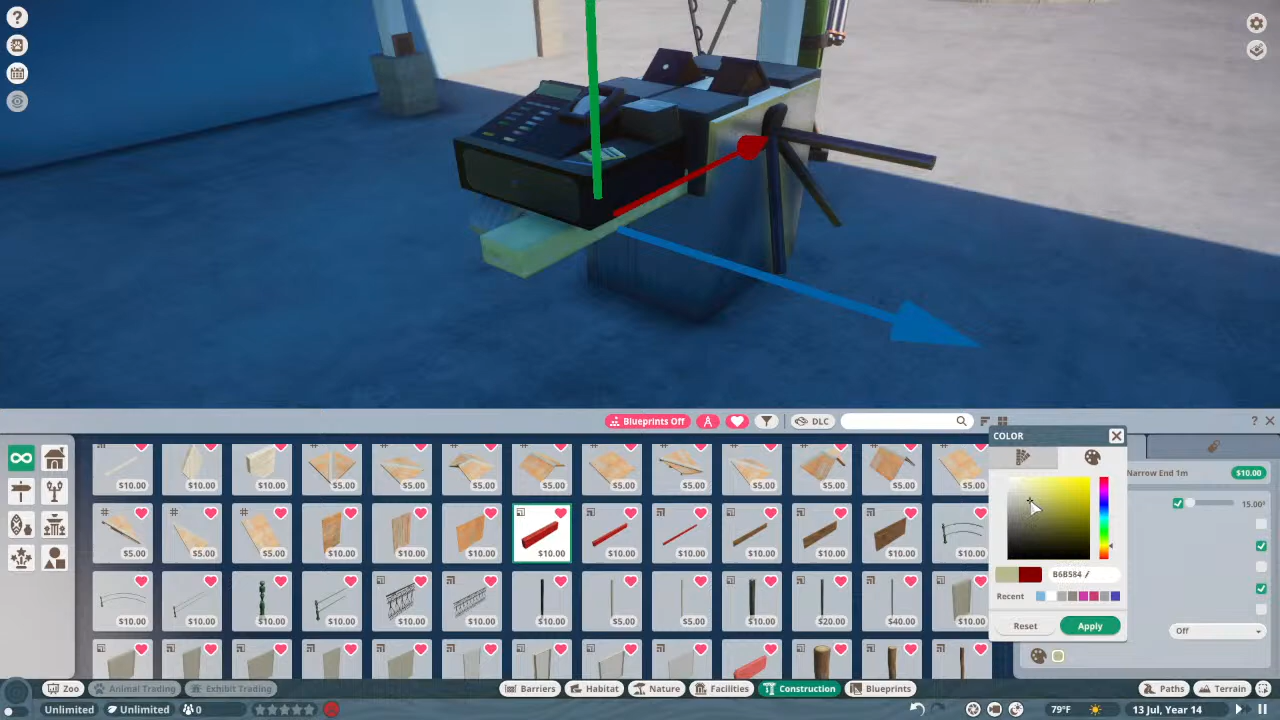 ?
Blueprints Off
DLC
?
COLOR
Narrow End 1m
$10.00
15.00°
B6B584
Recent
Reset
Apply
Off
$10.00 $10.00 $10.00 $5.00 $5.00 $5.00 $5.00 $5.00 $5.00 $5.00 $5.00 $5.00 $5.00
$5.00 $5.00 $5.00 $10.00 $10.00 $10.00 $10.00 $10.00 $10.00 $10.00 $10.00 $10.00 $10.00
$10.00 $10.00 $10.00 $10.00 $10.00 $10.00 $10.00 $5.00 $5.00 $10.00 $20.00 $40.00 $10.00
Zoo
Animal Trading
Exhibit Trading
Barriers
Habitat
Nature
Facilities
Construction
Blueprints
Paths
Terrain
Unlimited
Unlimited
0
79°F
13 Jul, Year 14